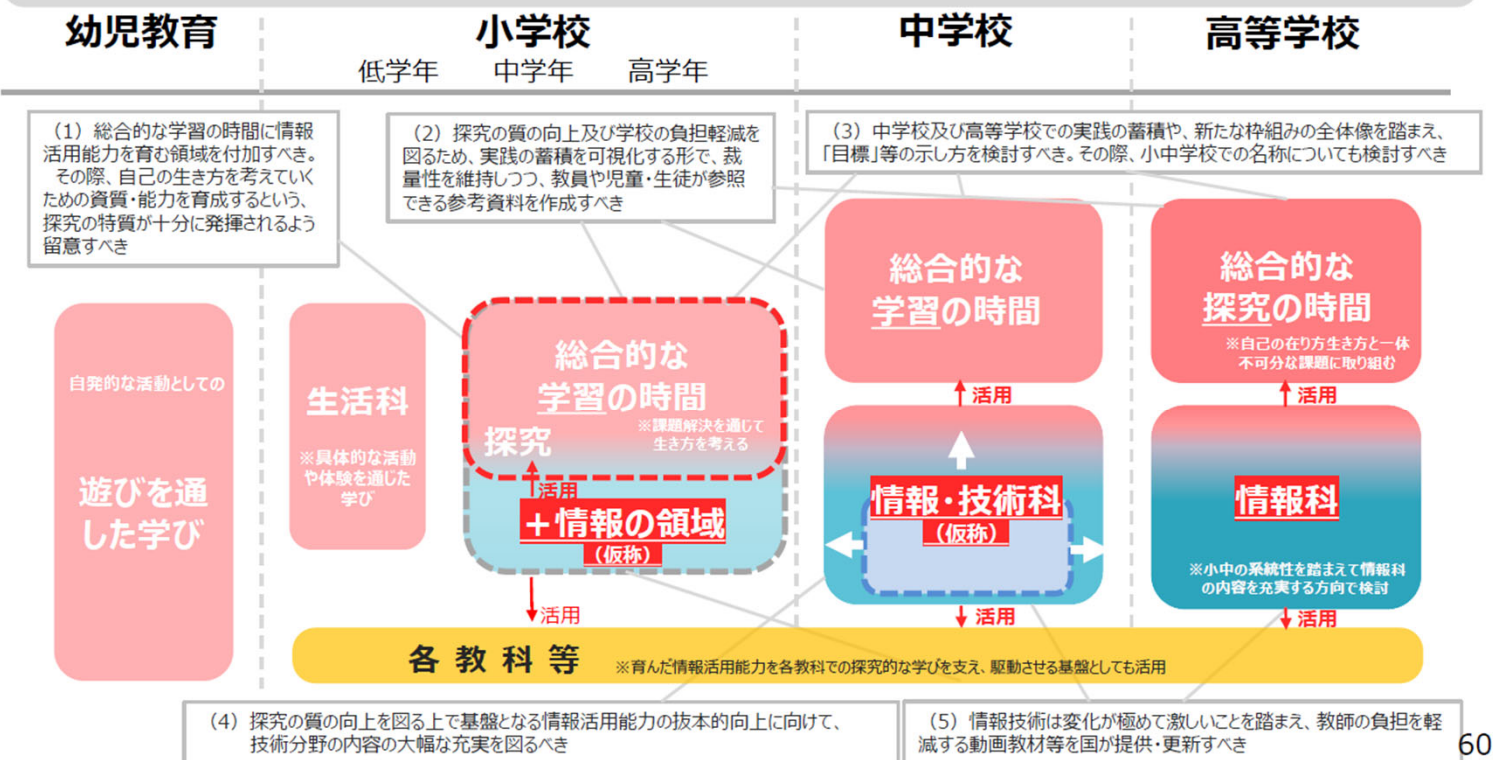 幼児教育
小学校
中学校
高等学校
低学年 中学年 高学年
（1）総合的な学習の時間に情報
活用能力を育む領域を付加すべき。
その際、自己の生き方を考えていく
ための資質・能力を育成するという、
探究の特質が十分に発揮されるよう
留意すべき
（2）探究の質の向上及び学校の負担軽減を
図るため、実践の蓄積を可視化する形で、裁
量性を維持しつつ、教員や児童・生徒が参照
できる参考資料を作成すべき
（3）中学校及び高等学校での実践の蓄積や、新たな枠組みの全体像を踏まえ、
「目標」等の示し方を検討すべき。その際、小中学校での名称についても検討すべき
自発的な活動としての
遊びを通
した学び
生活科
※具体的な活動
や体験を通じた
学び
総合的な
学習の時間
※課題解決を通じて
生き方を考える
探究
活用
＋情報の領域
（仮称）
活用
総合的な
学習の時間
活用
情報・技術科
（仮称）
活用
総合的な
探究の時間
※自己の在り方生き方と一体
不可分な課題に取り組む
活用
情報科
※小中の系統性を踏まえて情報科
の内容を充実する方向で検討
活用
各教科等 ※育んだ情報活用能力を各教科での探究的な学びを支え、駆動させる基盤としても活用
（4）探究の質の向上を図る上で基盤となる情報活用能力の抜本的向上に向けて、
技術分野の内容の大幅な充実を図るべき
（5）情報技術は変化が極めて激しいことを踏まえ、教師の負担を軽
減する動画教材等を国が提供・更新すべき
60